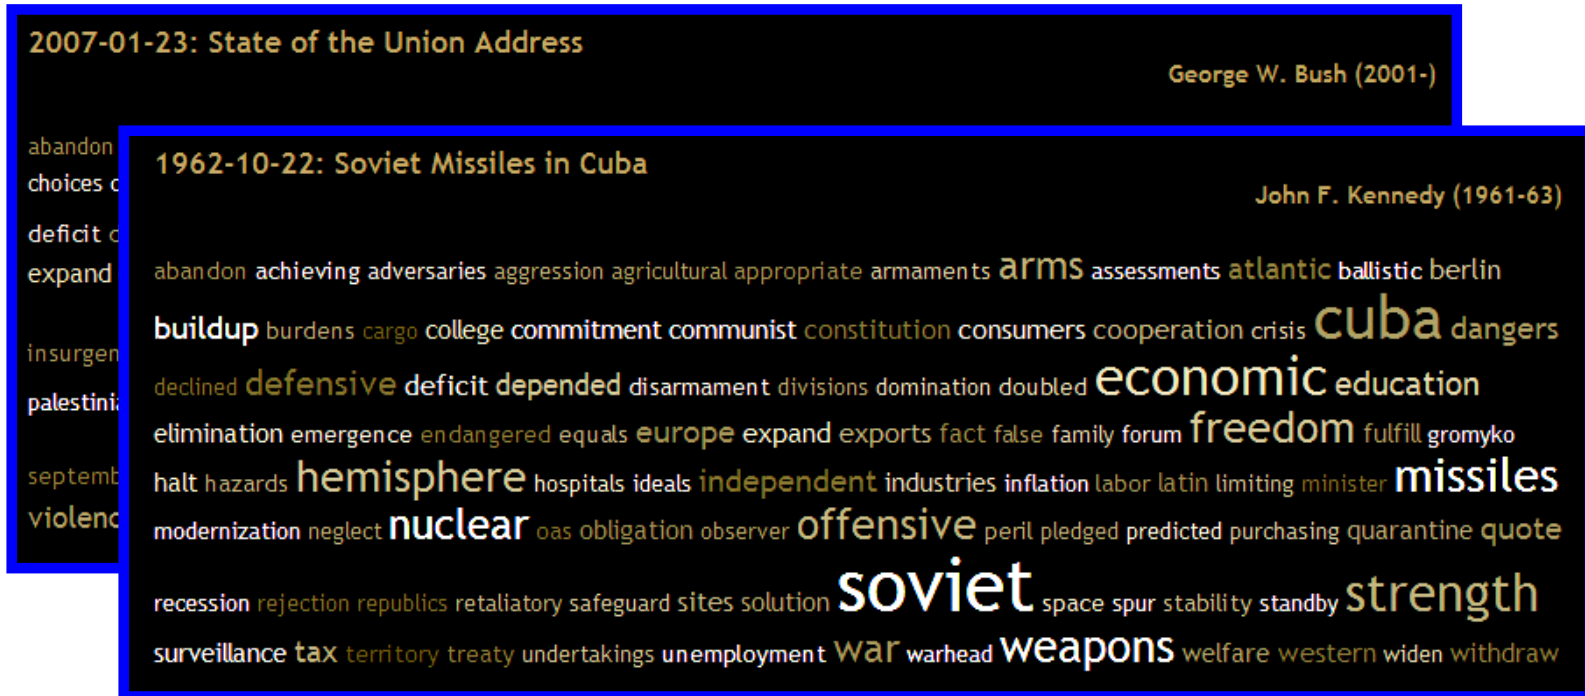 2007-01-23: State of the Union Address
George W. Bush (2001-)
abandon
choices
deficit
expand
palestini
septemb
violenc
1962-10-22: Soviet Missiles in Cuba
John F. Kennedy (1961-63)
abandon achieving adversaries aggression agricultural appropriate armaments arms assessments atlantic ballistic berlin
buildup burdens cargo college commitment communist constitution consumers cooperation crisis cuba dangers
declined defensive deficit depended disarmament divisions domination doubled economic education
elimination emergence endangered equals europe expand exports fact false family forum freedom fulfill gromyko
halt hazards hemisphere hospitals ideals independent industries inflation labor latin limiting minister missiles
modernization neglect nuclear oas obligation observer offensive peril pledged predicted purchasing quarantine quote
recession rejection republics retaliatory safeguard sites solution soviet space spur stability standby strength
surveillance tax territory treaty undertakings unemployment war warhead weapons welfare western widen withdraw